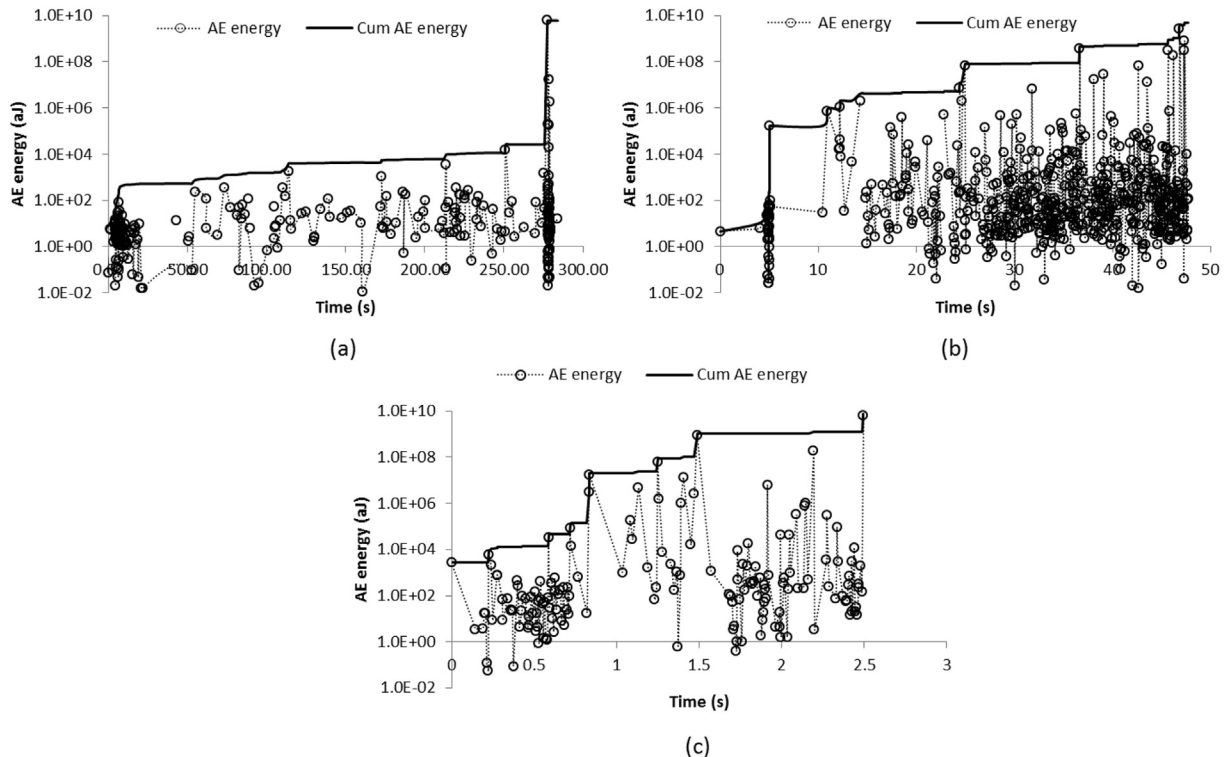 AE energy
Cum AE energy
AE energy (aJ)
1.0E+10
1.0E+08
1.0E+06
1.0E+04
1.0E+02
1.0E+00
1.0E-02
0.00 50.00 100.00 150.00 200.00 250.00 300.00
Time (s)
(a)
AE energy
Cum AE energy
AE energy (aJ)
1.0E+10
1.0E+08
1.0E+06
1.0E+04
1.0E+02
1.0E+00
1.0E-02
0 10 20 30 40 50
Time (s)
(b)
AE energy
Cum AE energy
AE energy (aJ)
1.0E+10
1.0E+08
1.0E+06
1.0E+04
1.0E+02
1.0E+00
1.0E-02
0 0.5 1 1.5 2 2.5 3
Time (s)
(c)